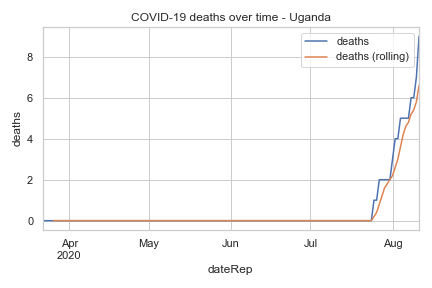 COVID-19 deaths over time - Uganda
deaths
deaths (rolling)
8
6
4
2
0
deaths
Apr
2020
May
Jun
Jul
Aug
dateRep